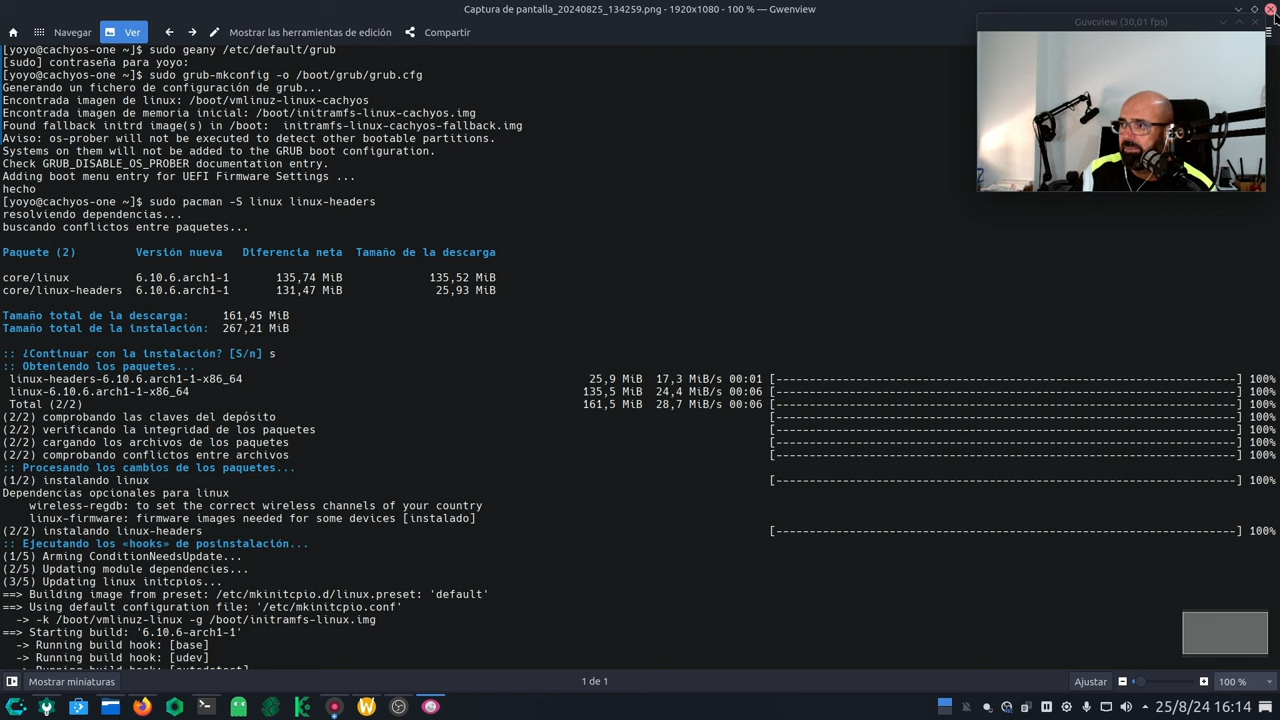 Captura de pantalla_20240825_134259.png - 1920x1080 - 100 % — Gwenview
Navegar Ver Mostrar las herramientas de edición Compartir
Guvcview (30,01 fps)
[yoyo@cachyos-one ~]$ sudo geany /etc/default/grub
[sudo] contraseña para yoyo:
[yoyo@cachyos-one ~]$ sudo grub-mkconfig -o /boot/grub/grub.cfg
Generando un fichero de configuración de grub...
Encontrada imagen de linux: /boot/vmlinuz-linux-cachyos
Encontrada imagen de memoria inicial: /boot/initramfs-linux-cachyos.img
Found fallback initrd image(s) in /boot:  initramfs-linux-cachyos-fallback.img
Aviso: os-prober will not be executed to detect other bootable partitions.
Systems on them will not be added to the GRUB boot configuration.
Check GRUB_DISABLE_OS_PROBER documentation entry.
Adding boot menu entry for UEFI Firmware Settings ...
hecho
[yoyo@cachyos-one ~]$ sudo pacman -S linux linux-headers
resolviendo dependencias...
buscando conflictos entre paquetes...
Paquete (2) Versión nueva Diferencia neta Tamaño de la descarga
core/linux 6.10.6.arch1-1 135,74 MiB 135,52 MiB
core/linux-headers 6.10.6.arch1-1 131,47 MiB 25,93 MiB
Tamaño total de la descarga: 161,45 MiB
Tamaño total de la instalación: 267,21 MiB
:: ¿Continuar con la instalación? [S/n] s
:: Obteniendo los paquetes...
linux-headers-6.10.6.arch1-1-x86_64 25,9 MiB 17,3 MiB/s 00:01 [----------------------------------------------------------] 100%
linux-6.10.6.arch1-1-x86_64 135,5 MiB 24,4 MiB/s 00:06 [----------------------------------------------------------] 100%
Total (2/2) 161,5 MiB 28,7 MiB/s 00:06 [----------------------------------------------------------] 100%
(2/2) comprobando las claves del depósito [----------------------------------------------------------] 100%
(2/2) verificando la integridad de los paquetes [----------------------------------------------------------] 100%
(2/2) cargando los archivos de los paquetes [----------------------------------------------------------] 100%
(2/2) comprobando conflictos entre archivos [----------------------------------------------------------] 100%
:: Procesando los cambios de los paquetes...
(1/2) instalando linux [----------------------------------------------------------] 100%
Dependencias opcionales para linux
wireless-regdb: to set the correct wireless channels of your country
linux-firmware: firmware images needed for some devices [instalado]
(2/2) instalando linux-headers [----------------------------------------------------------] 100%
:: Ejecutando los «hooks» de posinstalación...
(1/5) Arming ConditionNeedsUpdate...
(2/5) Updating module dependencies...
(3/5) Updating linux initcpios...
==> Building image from preset: /etc/mkinitcpio.d/linux.preset: 'default'
==> Using default configuration file: '/etc/mkinitcpio.conf'
-> -k /boot/vmlinuz-linux -g /boot/initramfs-linux.img
==> Starting build: '6.10.6-arch1-1'
-> Running build hook: [base]
-> Running build hook: [udev]
Mostrar miniaturas 1 de 1 Ajustar 100 %
25/8/24 16:14